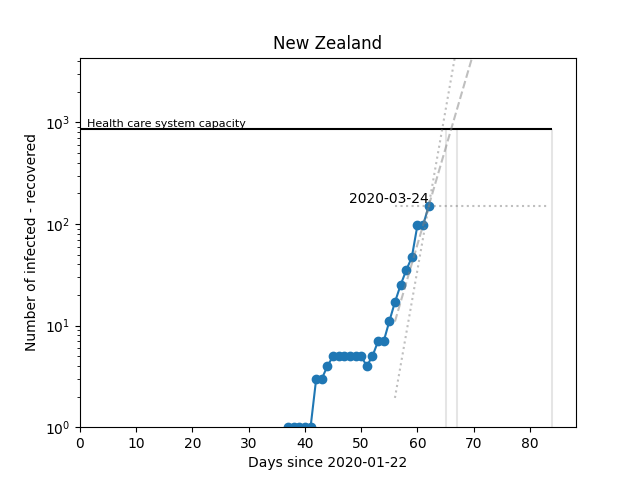 New Zealand
Number of infected - recovered
10³
10²
10¹
10⁰
Health care system capacity
2020-03-24
0 10 20 30 40 50 60 70 80
Days since 2020-01-22